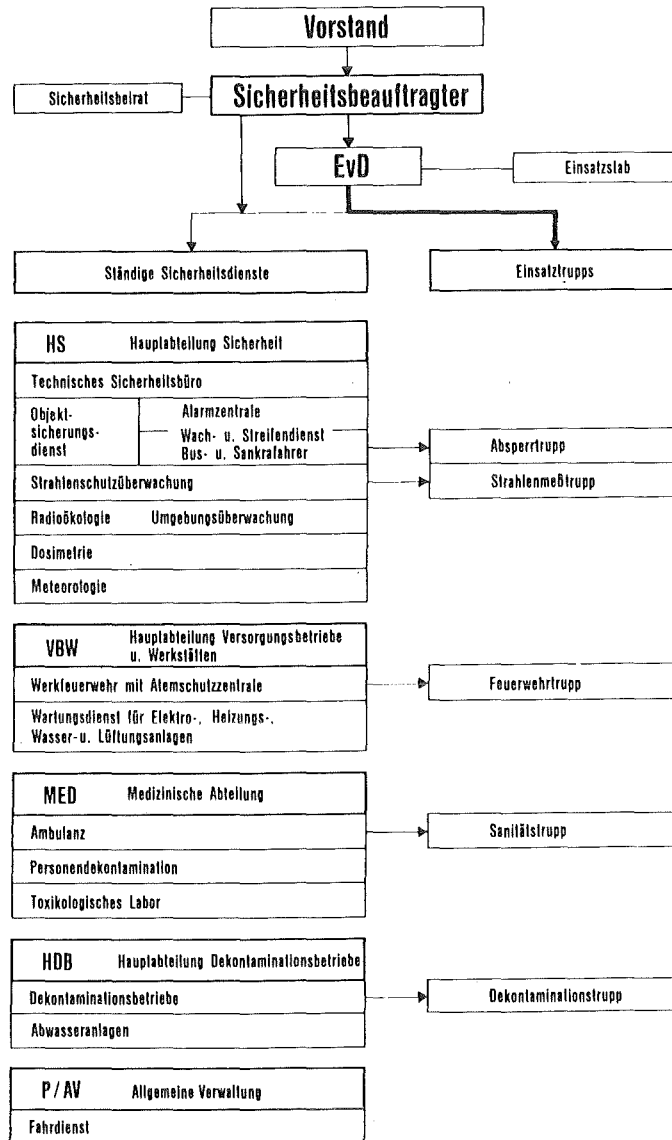 Vorstand
Sicherheitsbeirat
Sicherheitsbeauftragter
EvD
Einsatzslab
Ständige Sicherheitsdienste
Einsatztrupps
HS Hauplabteilung Sicherheit
Technisches Sicherheitsbüro
Objekt-
sicherungs-
dienst
Alarmzentrale
Wach- u. Streifendienst
Bus- u. Sankrafahrer
Absperrtrupp
Strahlenschutzüberwachung
Strahlenmeßtrupp
Radioökologie Umgebungsüberwachung
Dosimetrie
Meteorologie
VBW Hauptabteilung Versorgungsbetriebe
u. Werkstätten
Werkfeuerwehr mit Atemschutzzentrale
Feuerwehrtrupp
Wartungsdienst für Elektro-, Heizungs-,
Wasser- u. Lüftungsanlagen
MED Medizinische Abteilung
Ambulanz
Sanitätstrupp
Personendekontamination
Toxikologisches Labor
HDB Hauptabteilung Dekontaminationsbetriebe
Dekontaminationsbetriebe
Dekontaminationstrupp
Abwasseranlagen
P/AV Allgemeine Verwaltung
Fahrdienst